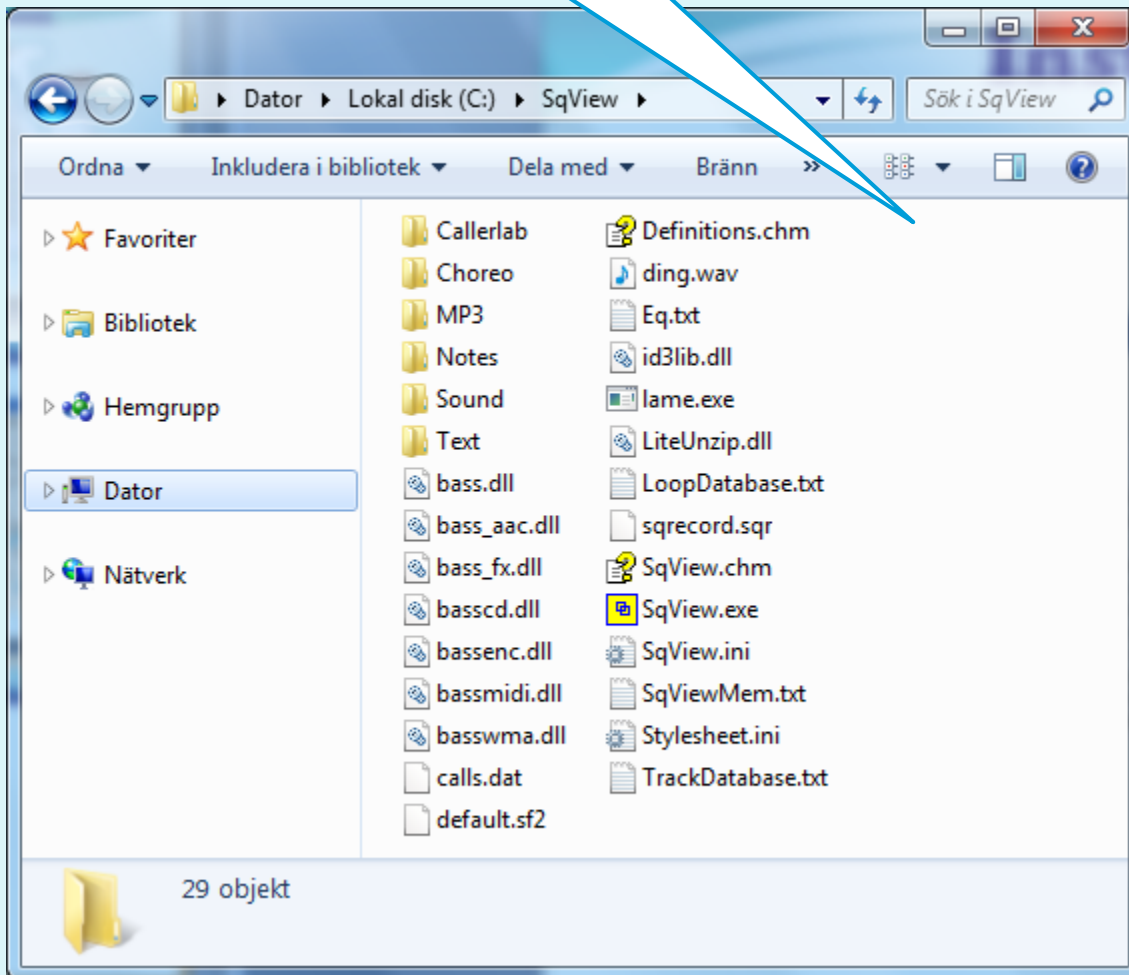 Inst
Dator Lokal disk (C:) SqView Sök i SqView
Ordna Inkludera i bibliotek Dela med Bränn »
Favoriter
Bibliotek
Hemgrupp
Dator
Nätverk
Callerlab
Choreo
MP3
Notes
Sound
Text
bass.dll
bass_aac.dll
bass_fx.dll
basscd.dll
bassenc.dll
bassmidi.dll
basswma.dll
calls.dat
default.sf2
Definitions.chm
ding.wav
Eq.txt
id3lib.dll
lame.exe
LiteUnzip.dll
LoopDatabase.txt
sqrecord.sqr
SqView.chm
SqView.exe
SqView.ini
SqViewMem.txt
Stylesheet.ini
TrackDatabase.txt
29 objekt